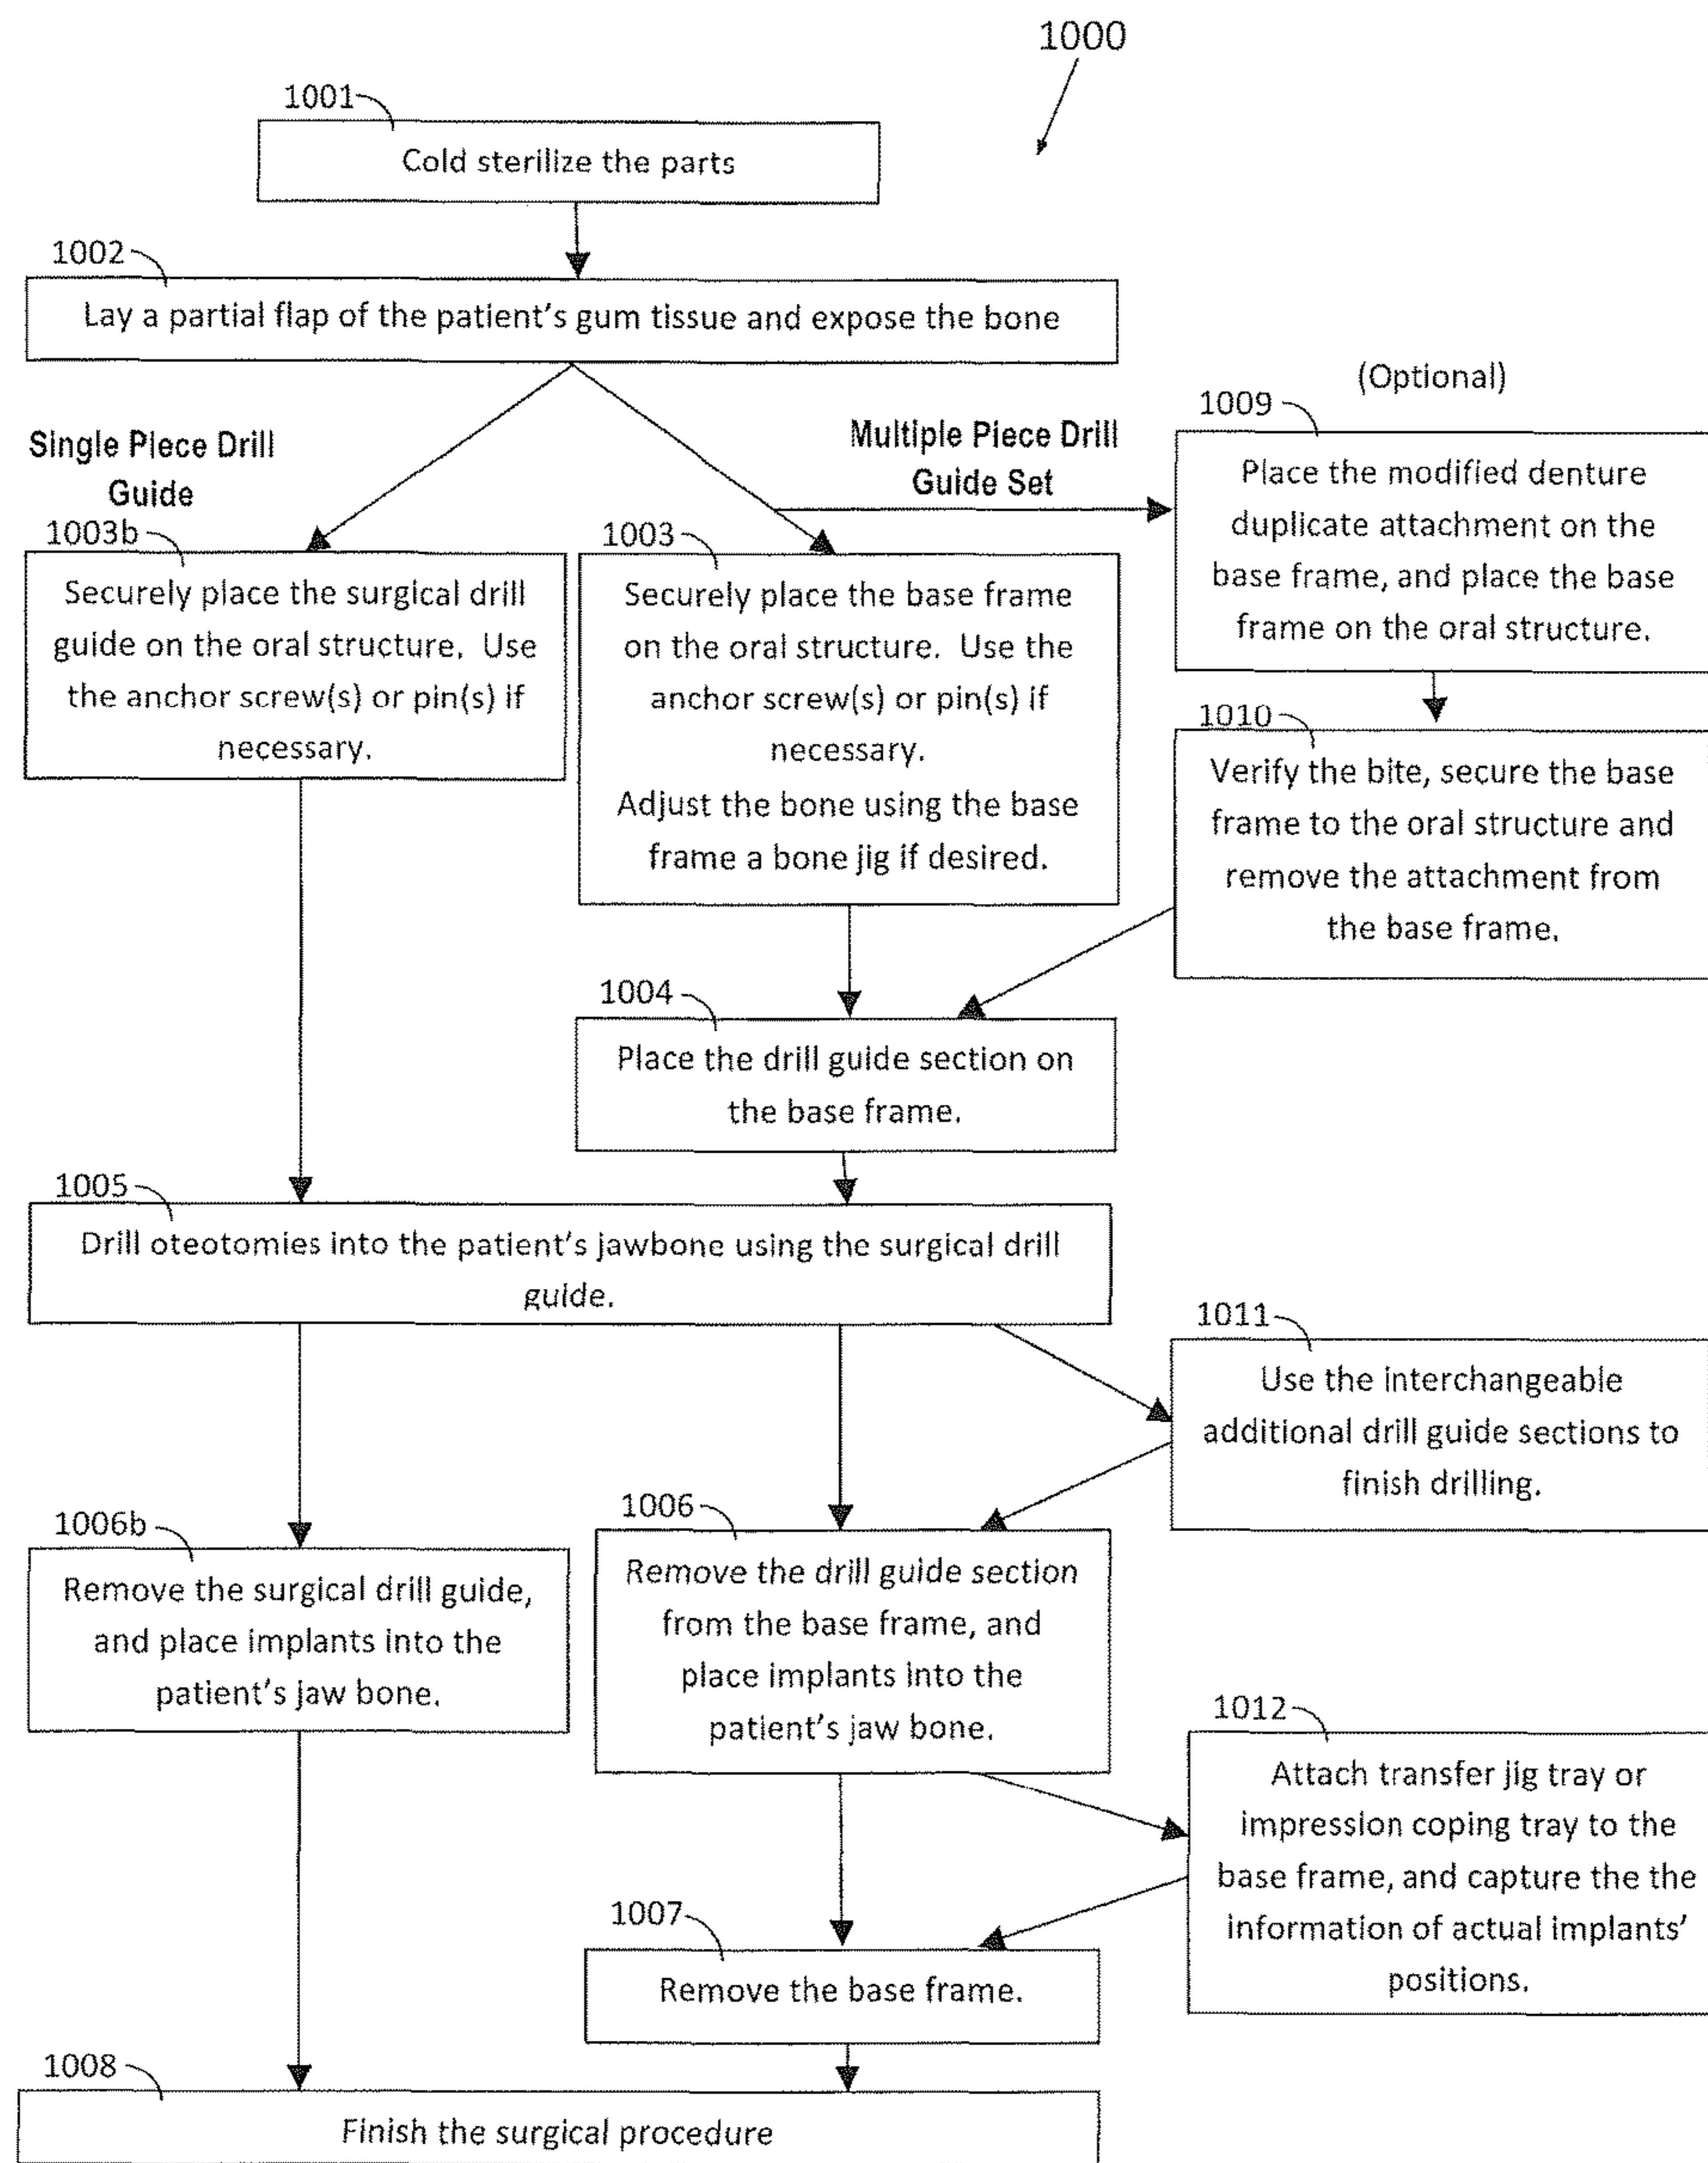 1000
1001
Cold sterilize the parts
1002
Lay a partial flap of the patient's gum tissue and expose the bone
Single Piece Drill
Guide
1003b
Securely place the surgical drill
guide on the oral structure. Use
the anchor screw(s) or pin(s) if
necessary.
Multiple Piece Drill
Guide Set
1003
Securely place the base frame
on the oral structure. Use the
anchor screw(s) or pin(s) if
necessary.
Adjust the bone using the base
frame a bone jig if desired.
(Optional)
1009
Place the modified denture
duplicate attachment on the
base frame, and place the base
frame on the oral structure.
1010
Verify the bite, secure the base
frame to the oral structure and
remove the attachment from
the base frame.
1004
Place the drill guide section on
the base frame.
1005
Drill oteotomies into the patient's jawbone using the surgical drill
guide.
1011
Use the interchangeable
additional drill guide sections to
finish drilling.
1006b
Remove the surgical drill guide,
and place implants into the
patient's jaw bone.
1006
Remove the drill guide section
from the base frame, and
place implants into the
patient's jaw bone.
1012
Attach transfer jig tray or
impression coping tray to the
base frame, and capture the the
information of actual implants'
positions.
1007
Remove the base frame.
1008
Finish the surgical procedure